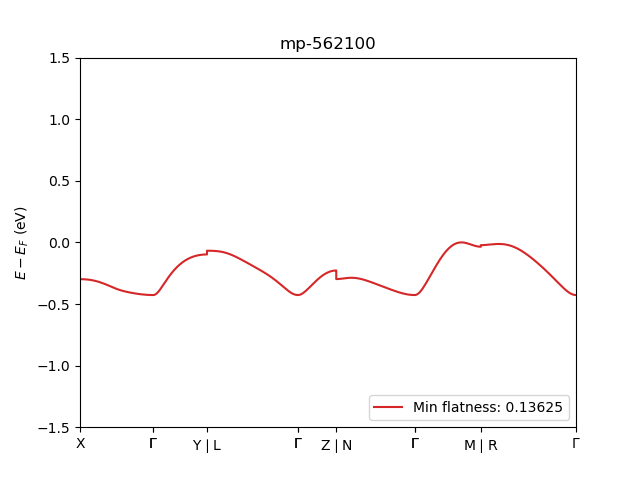 mp-562100
1.5
1.0
0.5
0.0
−0.5
−1.0
−1.5
E − E_F (eV)
X
Γ
Y | L
Γ
Z | N
Γ
M | R
Γ
Min flatness: 0.13625